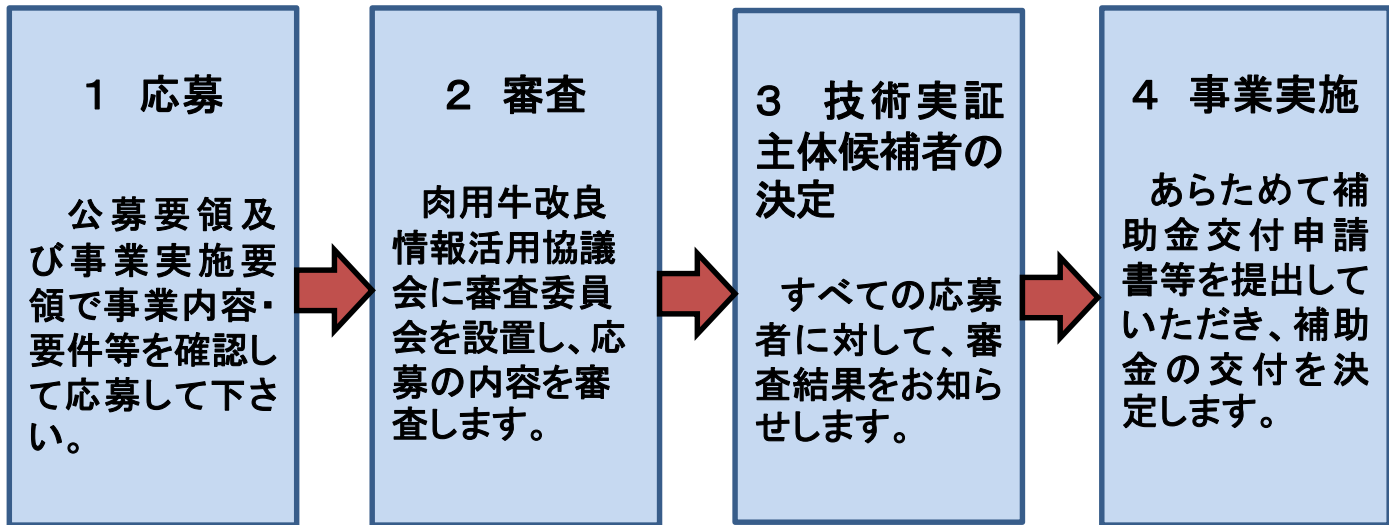 １　応募
公募要領及
び事業実施要
領で事業内容・
要件等を確認し
て応募して下さ
い。
２　審査
肉用牛改良
情報活用協議
会に審査委員
会を設置し、応
募の内容を審
査します。
３　技術実証
主体候補者の
決定
すべての応募
者に対して、審
査結果をお知ら
せします。
４　事業実施
あらためて補
助金交付申請
書等を提出して
いただき、補助
金の交付を決
定します。